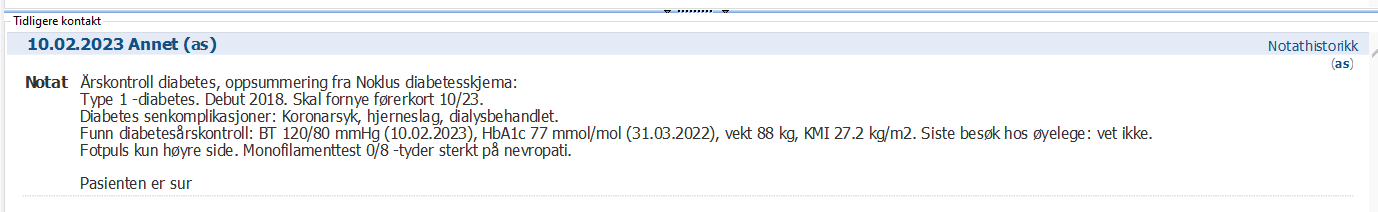 Tidligere kontakt
10.02.2023 Annet (as)
Notathistorikk
(as)
Notat Årskontroll diabetes, oppsummering fra Noklus diabetesskjema:
Type 1 -diabetes. Debut 2018. Skal fornye førerkort 10/23.
Diabetes senkomplikasjoner: Koronarsyk, hjerneslag, dialysbehandlet.
Funn diabetesårskontroll: BT 120/80 mmHg (10.02.2023), HbA1c 77 mmol/mol (31.03.2022), vekt 88 kg, KMI 27.2 kg/m2. Siste besøk hos øyelege: vet ikke.
Fotpuls kun høyre side. Monofilamenttest 0/8 -tyder sterkt på nevropati.
Pasienten er sur